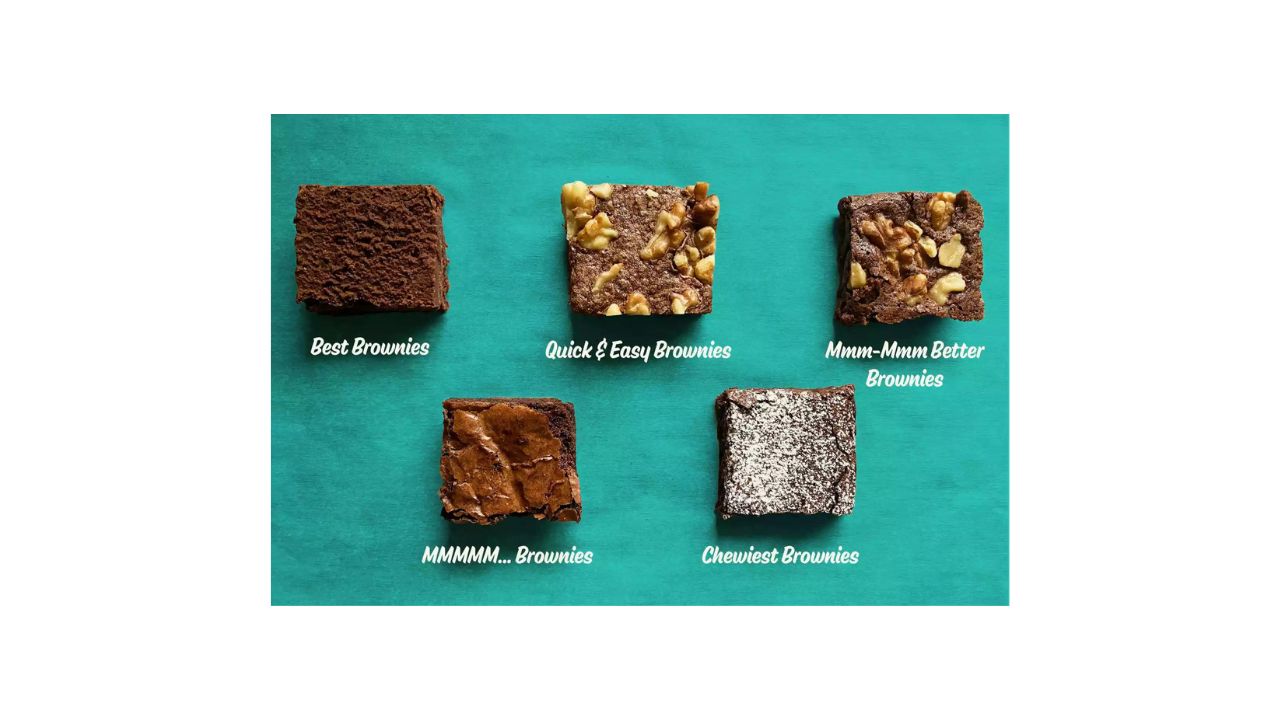 Best Brownies
Quick & Easy Brownies
Mmm-Mmm Better
Brownies
MMMMM... Brownies
Chewiest Brownies